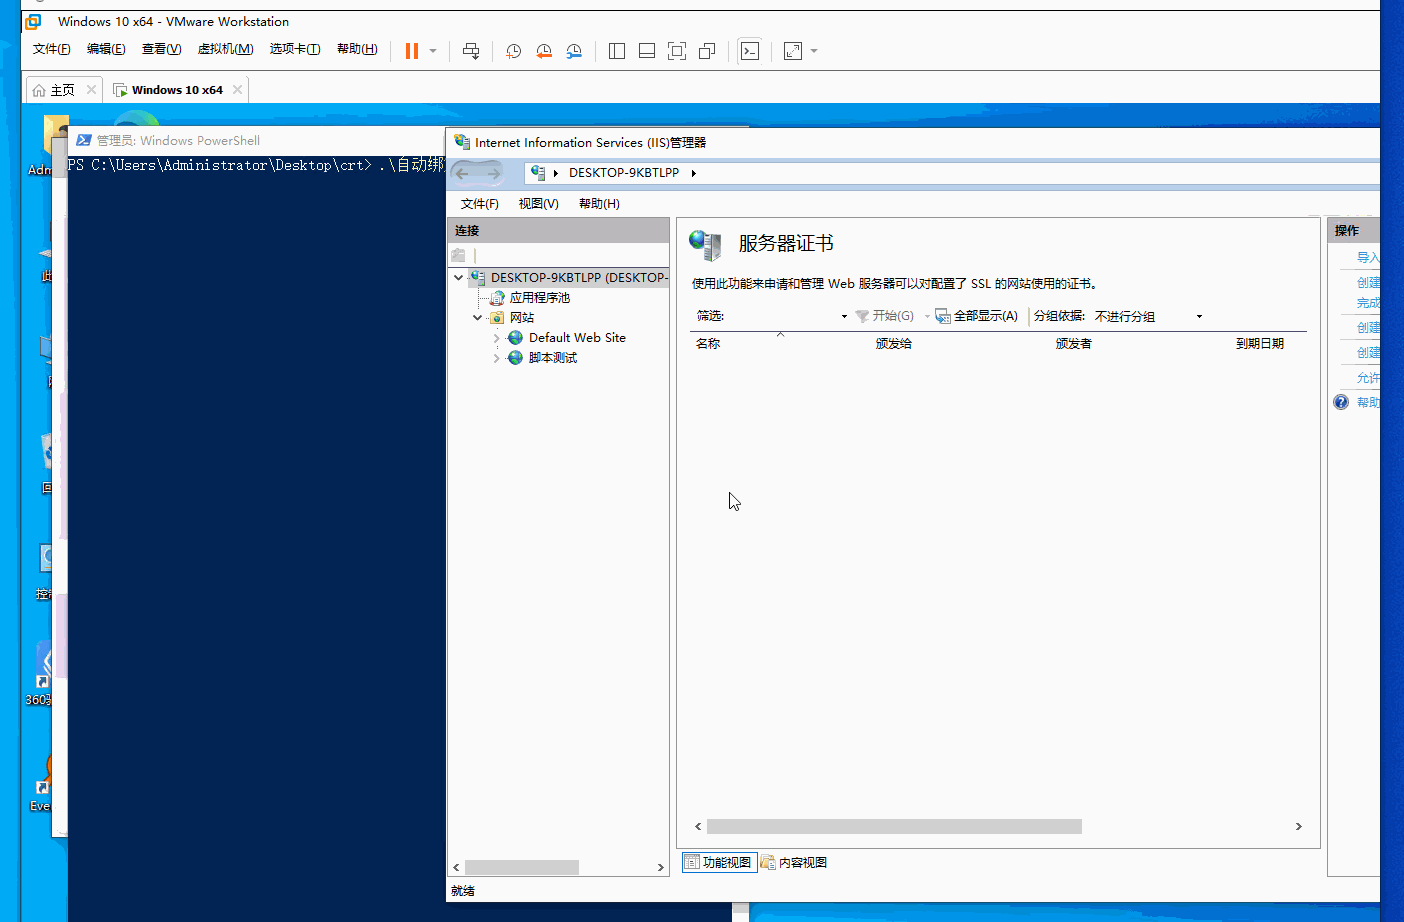 Windows 10 x64 - VMware Workstation
文件(F) 编辑(E) 查看(V) 虚拟机(M) 选项卡(T) 帮助(H)
主页 Windows 10 x64
管理员: Windows PowerShell
PS C:\Users\Administrator\Desktop\crt> .\自动绑
Internet Information Services (IIS)管理器
DESKTOP-9KBTLPP
文件(F) 视图(V) 帮助(H)
连接
DESKTOP-9KBTLPP (DESKTOP-
应用程序池
网站
Default Web Site
脚本测试
服务器证书
使用此功能来申请和管理 Web 服务器可以对配置了 SSL 的网站使用的证书。
筛选: 开始(G) 全部显示(A) 分组依据: 不进行分组
名称 颁发给 颁发者 到期日期
操作
导入
创建
完成
创建
创建
允许
帮助
功能视图 内容视图
就绪
Adm
此
回
控制
360驱
Eve